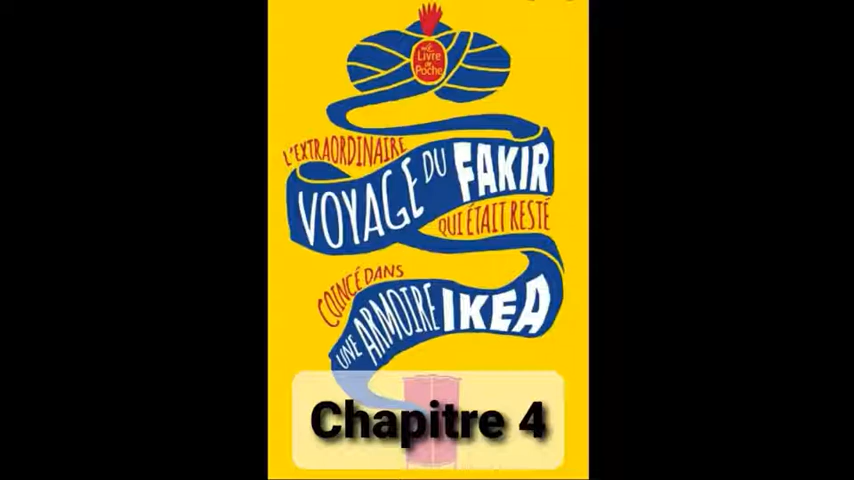 Le
Livre
de
Poche
L'EXTRAORDINAIRE
VOYAGE DU FAKIR
QUI ÉTAIT RESTÉ
COINCÉ DANS
UNE ARMOIRE IKEA
Chapitre 4